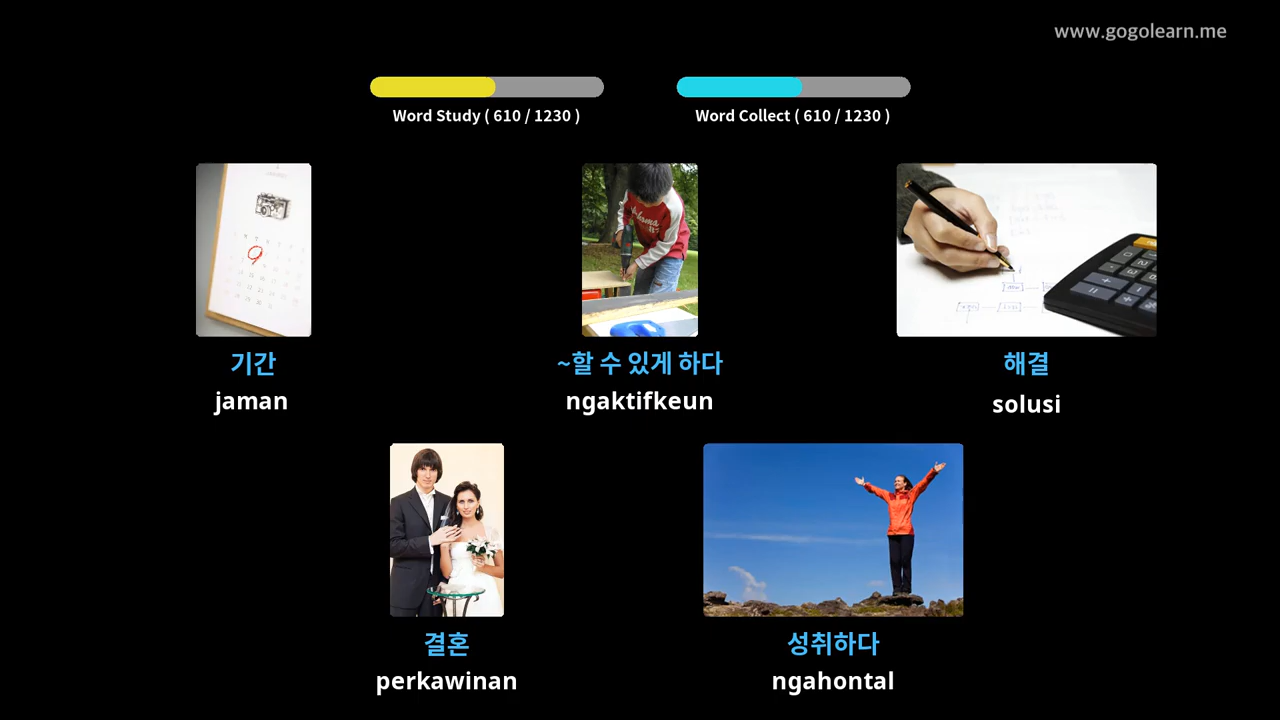 www.gogolearn.me
Word Study ( 610 / 1230 )
Word Collect ( 610 / 1230 )
기간
jaman
~할 수 있게 하다
ngaktifkeun
해결
solusi
결혼
perkawinan
성취하다
ngahontal